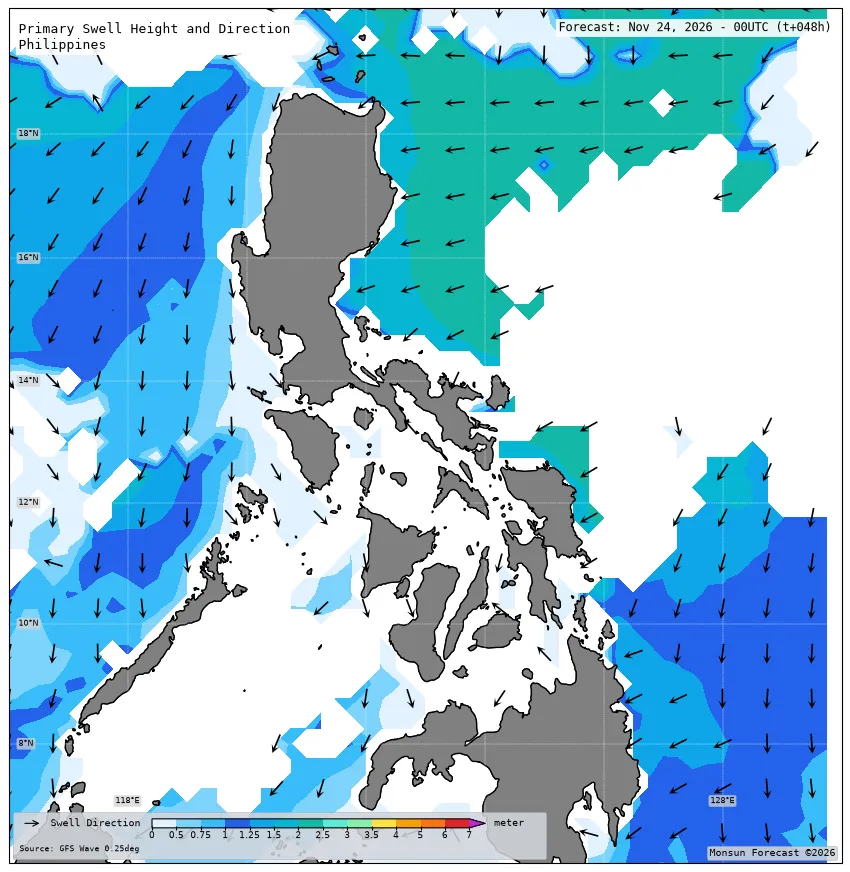 Primary Swell Height and Direction
Philippines
Forecast: Nov 24, 2026 - 00UTC (t+048h)
18°N
16°N
14°N
12°N
10°N
8°N
118°E
128°E
Swell Direction
0 0.5 0.75 1 1.25 1.5 2 2.5 3 3.5 4 5 6 7
meter
Source: GFS Wave 0.25deg
Monsun Forecast ©2026